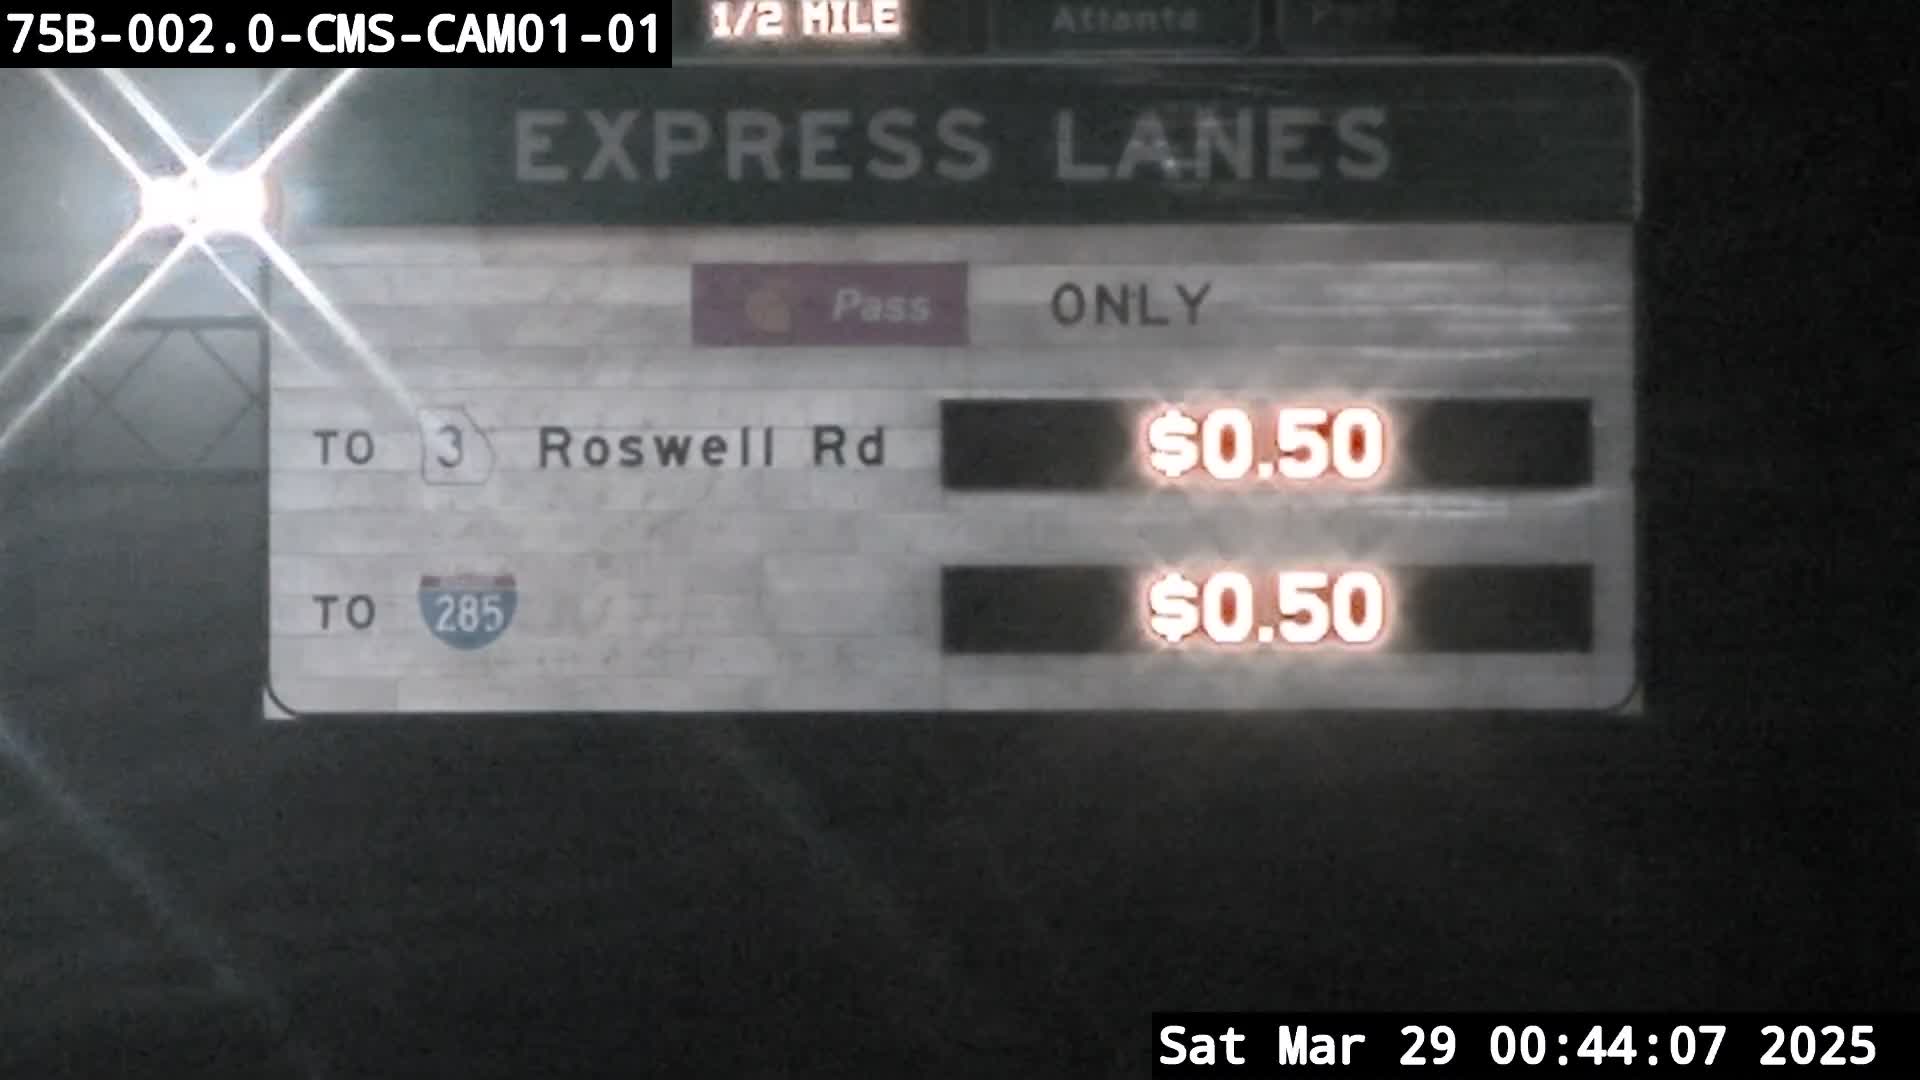 75B-002.0-CMS-CAM01-01
1/2 MILE
Atlanta
EXPRESS LANES
Pass ONLY
TO 3 Roswell Rd $0.50
TO 285 $0.50
Sat Mar 29 00:44:07 2025